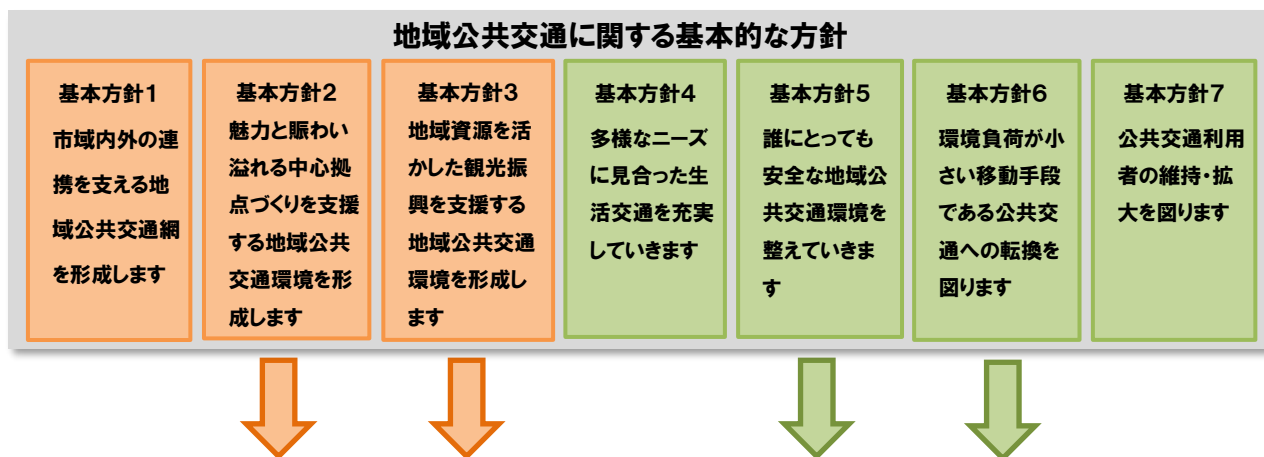 地域公共交通に関する基本的な方針
基本方針1
市域内外の連
携を支える地
域公共交通網
を形成します
基本方針2
魅力と賑わい
溢れる中心拠
点づくりを支援
する地域公共
交通環境を形
成します
基本方針3
地域資源を活
かした観光振
興を支援する
地域公共交通
環境を形成し
ます
基本方針4
多様なニーズ
に見合った生
活交通を充実
していきます
基本方針5
誰にとっても
安全な地域公
共交通環境を
整えていきま
す
基本方針6
環境負荷が小
さい移動手段
である公共交
通への転換を
図ります
基本方針7
公共交通利用
者の維持・拡
大を図ります